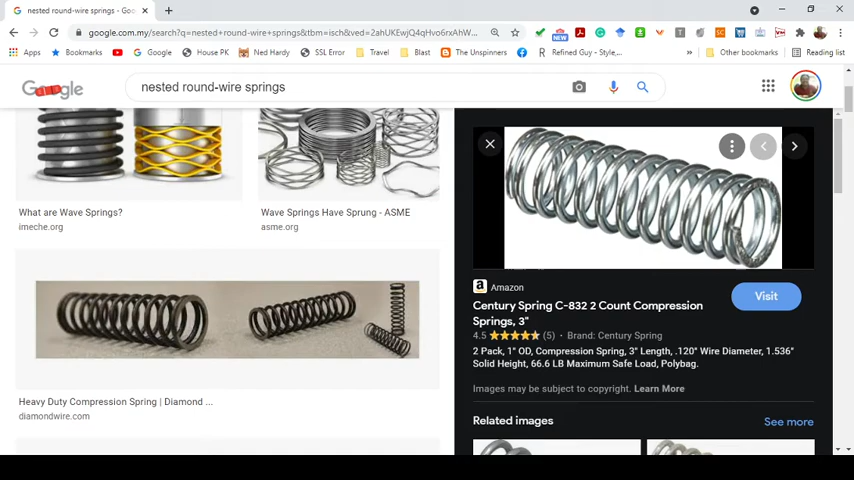 nested round-wire springs - Goo
google.com.my/search?q=nested+round-wire+springs&tbm=isch&ved=2ahUKEwjQ4qHvo6rxAhW...
Apps
Bookmarks
Google
House PK
Ned Hardy
SSL Error
Travel
Blast
The Unspinners
Refined Guy – Style,...
Other bookmarks
Reading list
Google
nested round-wire springs
What are Wave Springs?
imeche.org
Wave Springs Have Sprung - ASME
asme.org
Heavy Duty Compression Spring | Diamond ...
diamondwire.com
Amazon
Visit
Century Spring C-832 2 Count Compression
Springs, 3"
4.5 ★★★★★ (5) • Brand: Century Spring
2 Pack, 1" OD, Compression Spring, 3" Length, .120" Wire Diameter, 1.536"
Solid Height, 66.6 LB Maximum Safe Load, Polybag.
Images may be subject to copyright. Learn More
Related images
See more